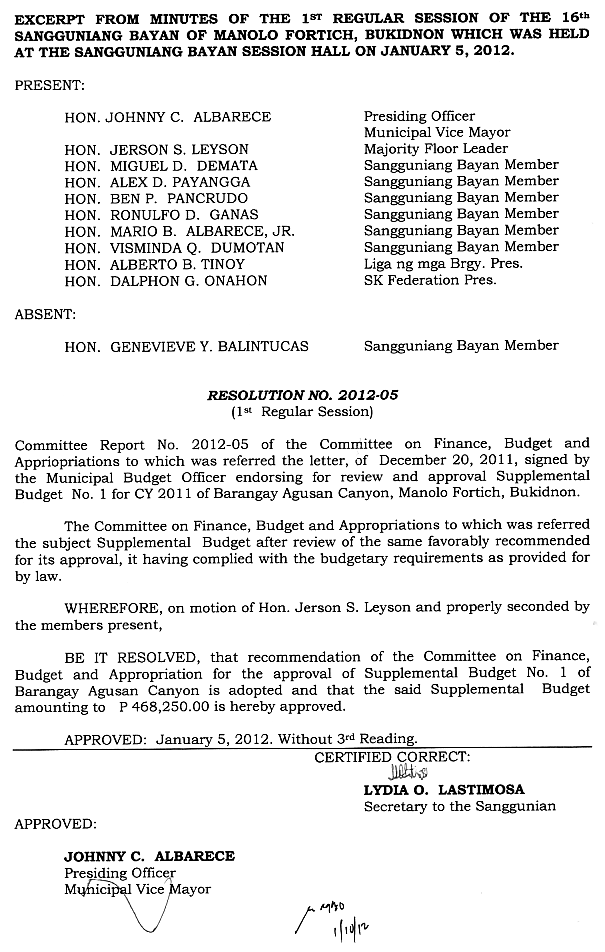 EXCERPT FROM MINUTES OF THE 1ST REGULAR SESSION OF THE 16th
SANGGUNIANG BAYAN OF MANOLO FORTICH, BUKIDNON WHICH WAS HELD
AT THE SANGGUNIANG BAYAN SESSION HALL ON JANUARY 5, 2012.
PRESENT:
HON. JOHNNY C. ALBARECE Presiding Officer
Municipal Vice Mayor
HON. JERSON S. LEYSON Majority Floor Leader
HON. MIGUEL D. DEMATA Sangguniang Bayan Member
HON. ALEX D. PAYANGGA Sangguniang Bayan Member
HON. BEN P. PANCRUDO Sangguniang Bayan Member
HON. RONULFO D. GANAS Sangguniang Bayan Member
HON. MARIO B. ALBARECE, JR. Sangguniang Bayan Member
HON. VISMINDA Q. DUMOTAN Sangguniang Bayan Member
HON. ALBERTO B. TINOY Liga ng mga Brgy. Pres.
HON. DALPHON G. ONAHON SK Federation Pres.
ABSENT:
HON. GENEVIEVE Y. BALINTUCAS Sangguniang Bayan Member
RESOLUTION NO. 2012-05
(1st Regular Session)
Committee Report No. 2012-05 of the Committee on Finance, Budget and
Appriopriations to which was referred the letter, of December 20, 2011, signed by
the Municipal Budget Officer endorsing for review and approval Supplemental
Budget No. 1 for CY 2011 of Barangay Agusan Canyon, Manolo Fortich, Bukidnon.
The Committee on Finance, Budget and Appropriations to which was referred
the subject Supplemental Budget after review of the same favorably recommended
for its approval, it having complied with the budgetary requirements as provided for
by law.
WHEREFORE, on motion of Hon. Jerson S. Leyson and properly seconded by
the members present,
BE IT RESOLVED, that recommendation of the Committee on Finance,
Budget and Appropriation for the approval of Supplemental Budget No. 1 of
Barangay Agusan Canyon is adopted and that the said Supplemental Budget
amounting to P 468,250.00 is hereby approved.
APPROVED: January 5, 2012. Without 3rd Reading.
CERTIFIED CORRECT:
LYDIA O. LASTIMOSA
Secretary to the Sanggunian
APPROVED:
JOHNNY C. ALBARECE
Presiding Officer
Municipal Vice Mayor
MBO
1/10/12